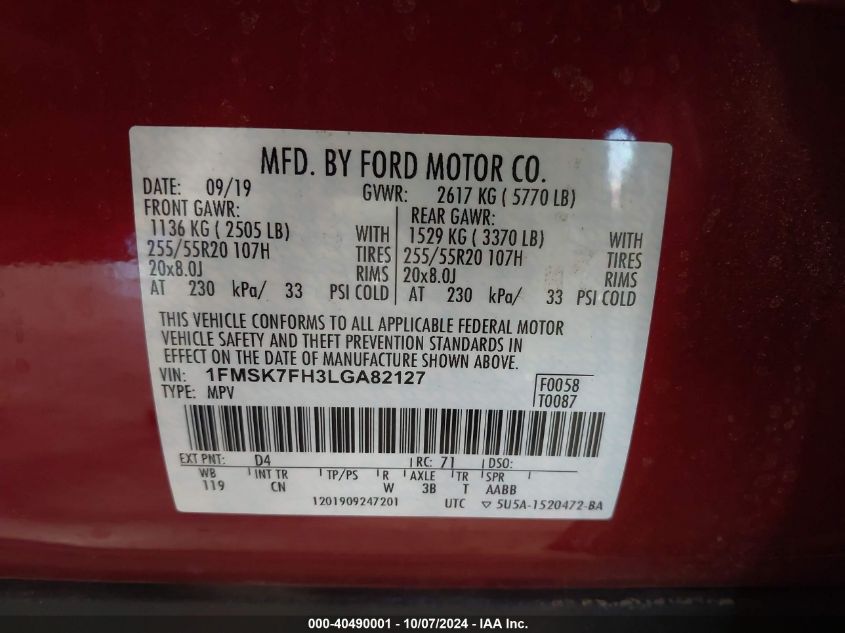 MFD. BY FORD MOTOR CO.
DATE: 09/19 GVWR: 2617 KG ( 5770 LB)
FRONT GAWR: REAR GAWR:
1136 KG ( 2505 LB) WITH 1529 KG ( 3370 LB) WITH
255/55R20 107H TIRES 255/55R20 107H TIRES
20x8.0J RIMS 20x8.0J RIMS
AT 230 kPa/ 33 PSI COLD AT 230 kPa/ 33 PSI COLD
THIS VEHICLE CONFORMS TO ALL APPLICABLE FEDERAL MOTOR
VEHICLE SAFETY AND THEFT PREVENTION STANDARDS IN
EFFECT ON THE DATE OF MANUFACTURE SHOWN ABOVE.
VIN: 1FMSK7FH3LGA82127 F0058
TYPE: MPV T0087
EXT PNT: D4 RC: 71 DSO:
WB INT TR TP/PS R AXLE TR SPR
119 CN W 3B T AABB
1201909247201 UTC ▽ 5U5A-1520472-BA
000-40490001 - 10/07/2024 - IAA Inc.